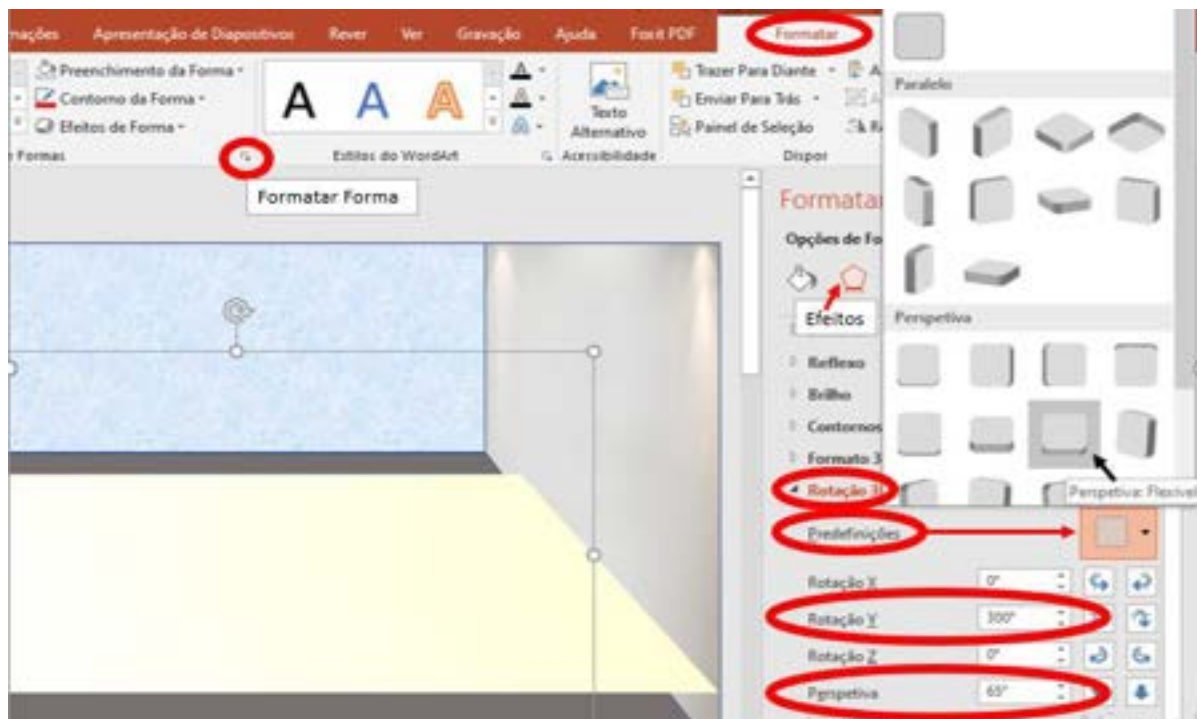 mações Apresentação de Diapositivos Rever Ver Gravação Ajuda Foxit PDF Formatar
Preenchimento da Forma
Contorno da Forma
Efeitos de Forma
A A A
A
A
A
Texto
Alternativo
Trazer Para Diante
Enviar Para Trás
Painel de Seleção
Formas
Estilos do WordArt
Acessibilidade
Dispor
Formatar Forma
Formata
Opções de Fo
Efeitos
Reflexo
Brilho
Contornos
Formato 3
Rotação 3
Predefinições
Rotação X 0°
Rotação Y 300°
Rotação Z 0°
Perspetiva 65°
Paralelo
Perspetiva
Perspetiva: Flexível